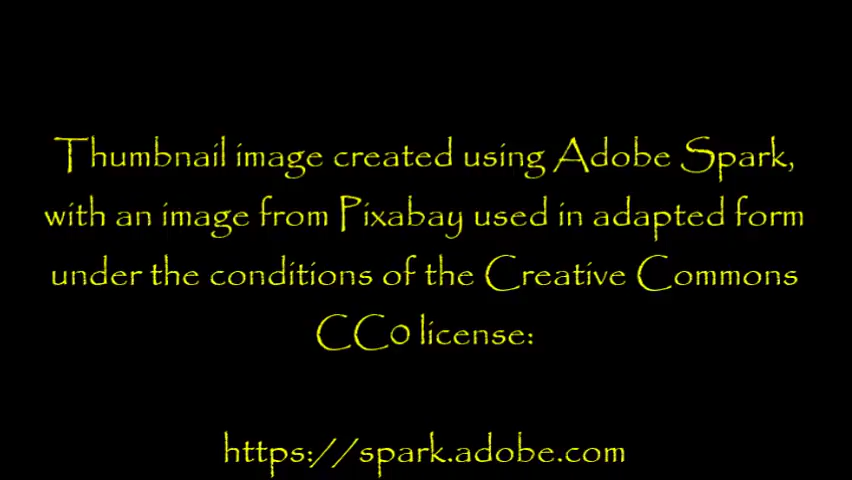 Thumbnail image created using Adobe Spark,
with an image from Pixabay used in adapted form
under the conditions of the Creative Commons
CC0 license:
https://spark.adobe.com